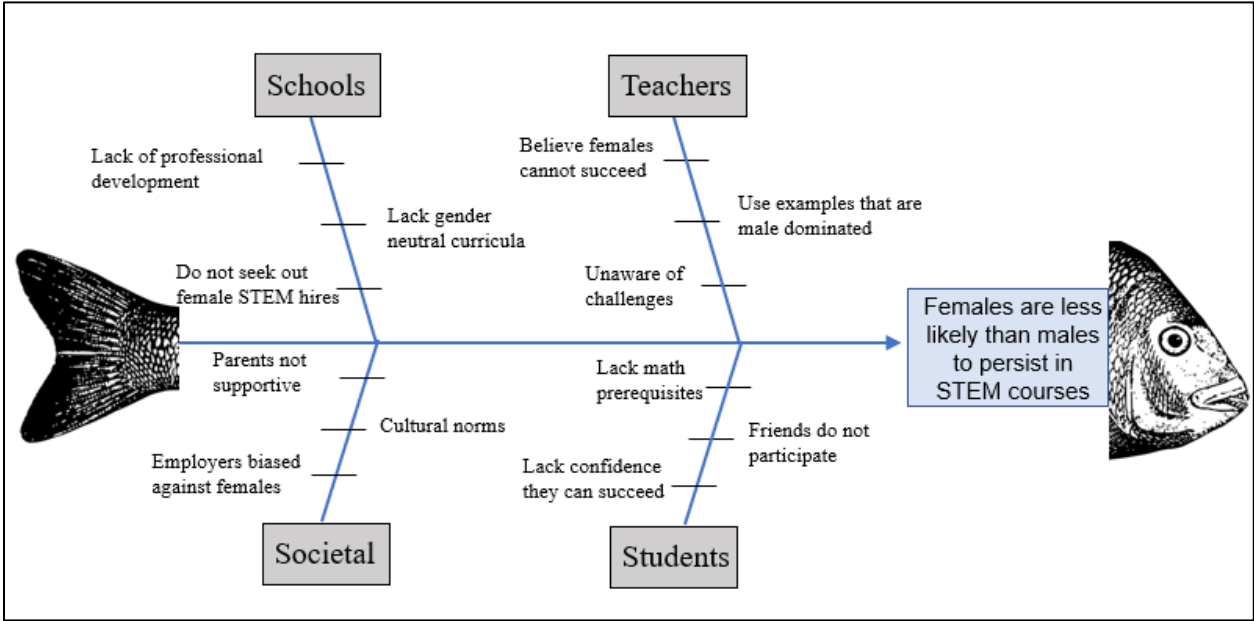 Schools
Teachers
Lack of professional
development
Lack gender
neutral curricula
Do not seek out
female STEM hires
Believe females
cannot succeed
Use examples that are
male dominated
Unaware of
challenges
Females are less
likely than males
to persist in
STEM courses
Parents not
supportive
Cultural norms
Employers biased
against females
Lack math
prerequisites
Friends do not
participate
Lack confidence
they can succeed
Societal
Students